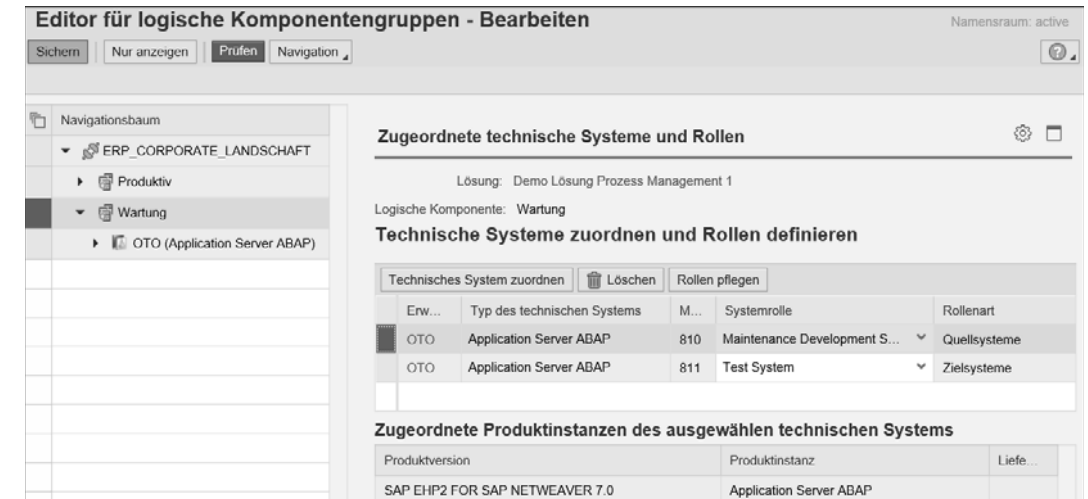 Editor für logische Komponentengruppen - Bearbeiten
Namensraum: active
Sichern Nur anzeigen Prüfen Navigation
Navigationsbaum
ERP_CORPORATE_LANDSCHAFT
Produktiv
Wartung
OTO (Application Server ABAP)
Zugeordnete technische Systeme und Rollen
Lösung: Demo Lösung Prozess Management 1
Logische Komponente: Wartung
Technische Systeme zuordnen und Rollen definieren
Technisches System zuordnen Löschen Rollen pflegen
Erw... Typ des technischen Systems M... Systemrolle Rollenart
OTO Application Server ABAP 810 Maintenance Development S... Quellsysteme
OTO Application Server ABAP 811 Test System Zielsysteme
Zugeordnete Produktinstanzen des ausgewählen technischen Systems
Produktversion Produktinstanz Liefe...
SAP EHP2 FOR SAP NETWEAVER 7.0 Application Server ABAP